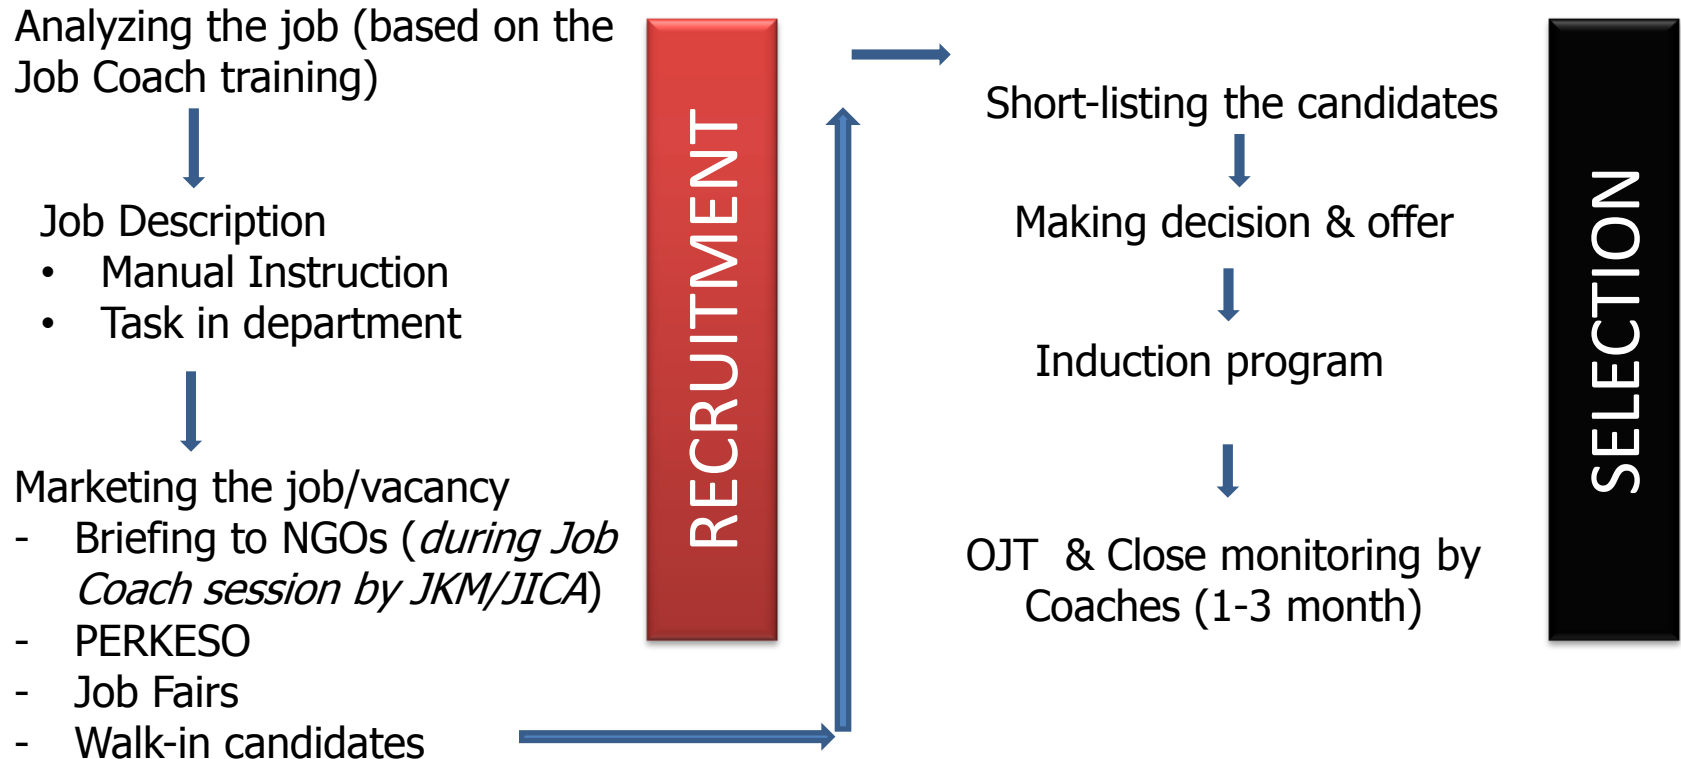 Analyzing the job (based on the
Job Coach training)
Job Description
• Manual Instruction
• Task in department
Marketing the job/vacancy
- Briefing to NGOs (during Job
Coach session by JKM/JICA)
- PERKESO
- Job Fairs
- Walk-in candidates
RECRUITMENT
Short-listing the candidates
Making decision & offer
Induction program
OJT & Close monitoring by
Coaches (1-3 month)
SELECTION